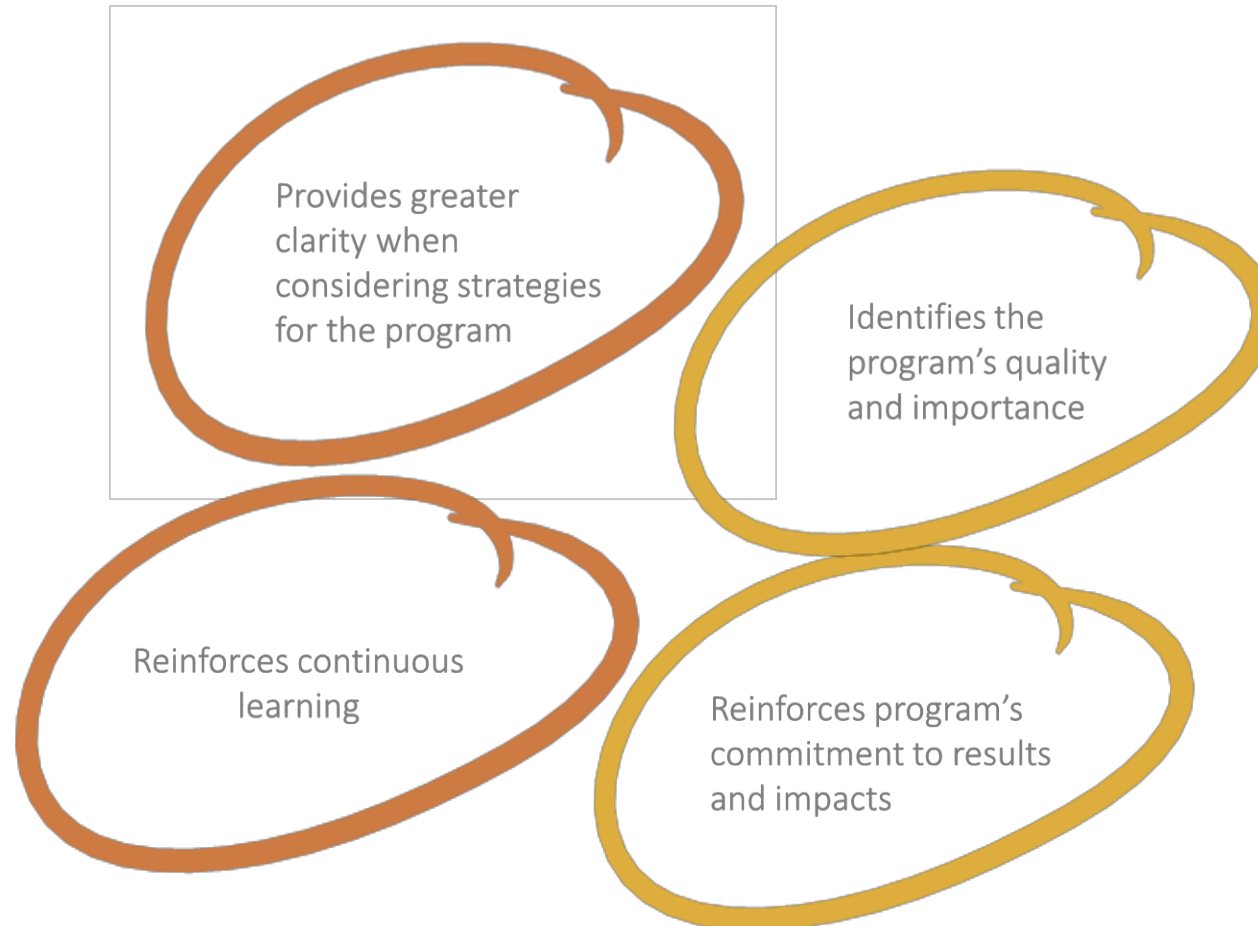 Provides greater
clarity when
considering strategies
for the program
Identifies the
program’s quality
and importance
Reinforces continuous
learning
Reinforces program’s
commitment to results
and impacts